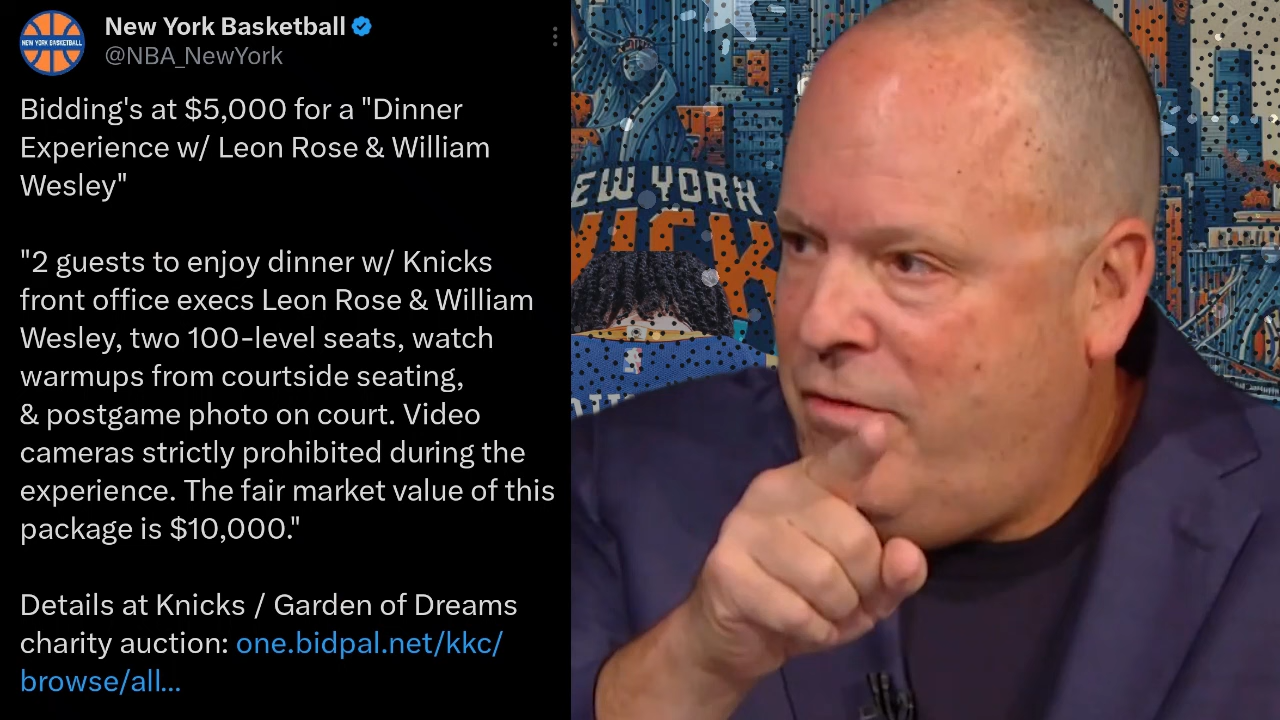 New York Basketball
@NBA_NewYork
NEW YORK BASKETBALL
Bidding's at $5,000 for a "Dinner
Experience w/ Leon Rose & William
Wesley"
"2 guests to enjoy dinner w/ Knicks
front office execs Leon Rose & William
Wesley, two 100-level seats, watch
warmups from courtside seating,
& postgame photo on court. Video
cameras strictly prohibited during the
experience. The fair market value of this
package is $10,000."
Details at Knicks / Garden of Dreams
charity auction: one.bidpal.net/kkc/
browse/all...
EW YORK